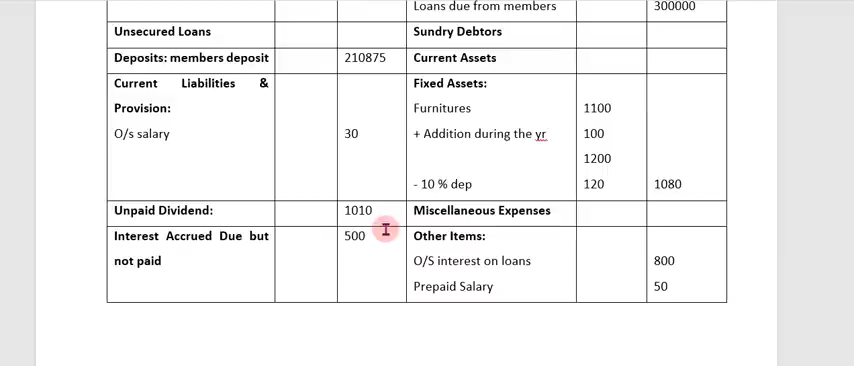 Loans due from members 300000
Unsecured Loans Sundry Debtors
Deposits: members deposit 210875 Current Assets
Current Liabilities & Fixed Assets:
Provision: Furnitures 1100
O/s salary 30 + Addition during the yr 100
1200
- 10 % dep 120 1080
Unpaid Dividend: 1010 Miscellaneous Expenses
Interest Accrued Due but 500 Other Items:
not paid O/S interest on loans 800
Prepaid Salary 50